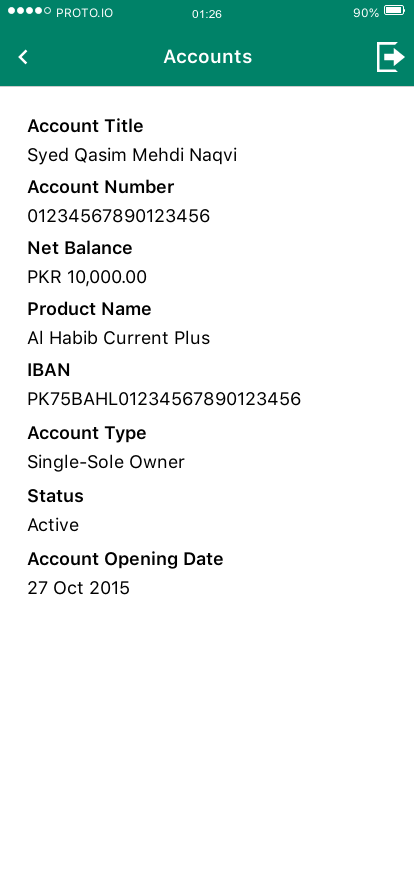 PROTO.IO 01:26 90%
Accounts
Account Title
Syed Qasim Mehdi Naqvi
Account Number
01234567890123456
Net Balance
PKR 10,000.00
Product Name
Al Habib Current Plus
IBAN
PK75BAHL01234567890123456
Account Type
Single-Sole Owner
Status
Active
Account Opening Date
27 Oct 2015